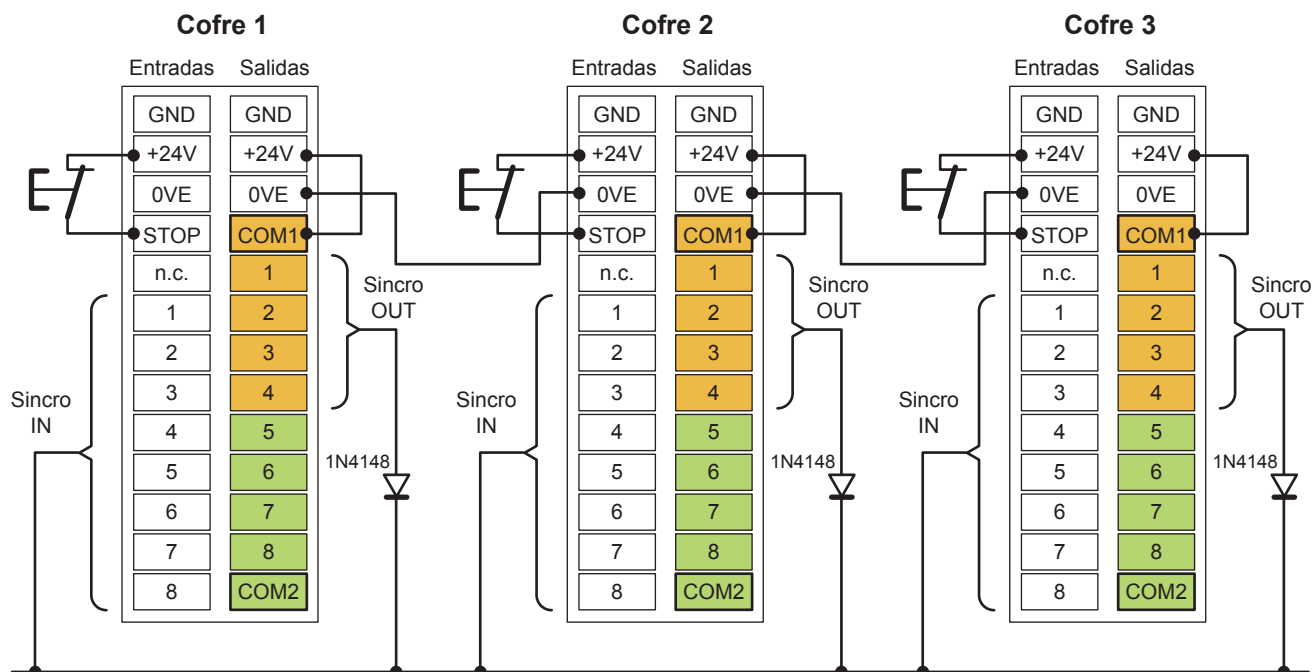 Cofre 1 Cofre 2 Cofre 3
Entradas Salidas Entradas Salidas Entradas Salidas
GND GND GND GND GND GND
+24V +24V +24V +24V +24V +24V
0VE 0VE 0VE 0VE 0VE 0VE
STOP COM1 STOP COM1 STOP COM1
n.c. 1 n.c. 1 n.c. 1
Sincro OUT Sincro OUT Sincro OUT
1 2 1 2 1 2
2 3 2 3 2 3
3 4 3 4 3 4
Sincro IN Sincro IN Sincro IN
4 5 4 5 4 5
5 6 1N4148 5 6 1N4148 5 6 1N4148
6 7 6 7 6 7
7 8 7 8 7 8
8 COM2 8 COM2 8 COM2